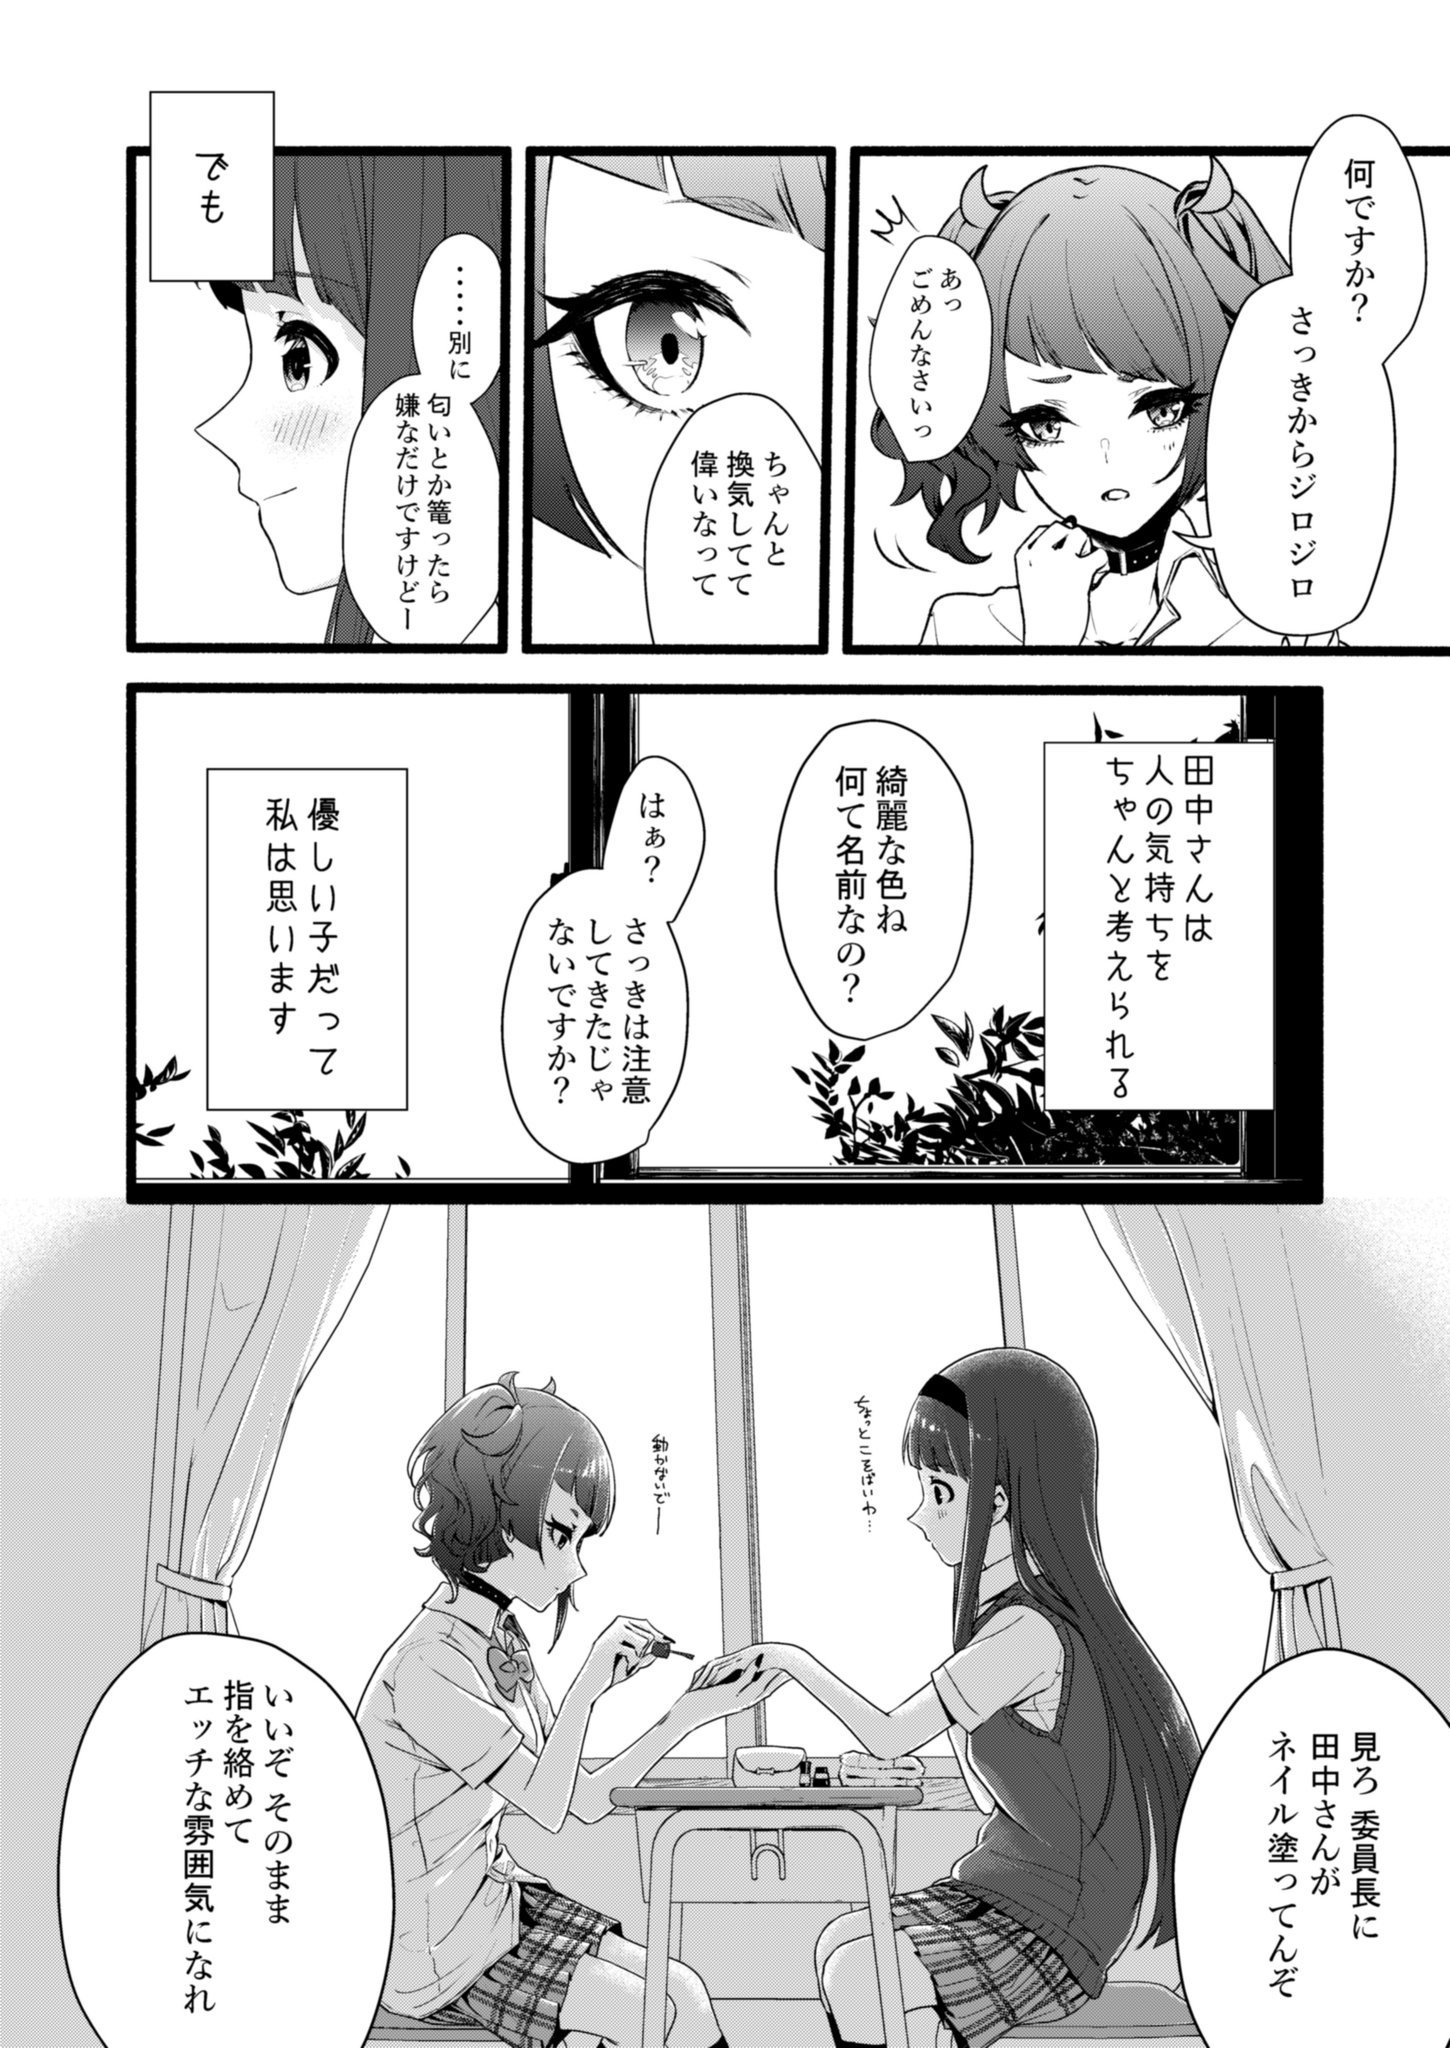 何ですか？
さっきからジロジロ
あっ
ごめんなさいっ
ちゃんと
換気してて
偉いなって
‥‥‥別に
匂いとか篭ったら
嫌なだけですけどー
でも
田中さんは
人の気持ちを
ちゃんと考えられる
綺麗な色ね
何て名前なの？
はぁ？
さっきは注意
してきたじゃ
ないですか？
優しい子だって
私は思います
ちょっとこそばいわ…
動かないでー
見ろ 委員長に
田中さんが
ネイル塗ってんぞ
いいぞ そのまま
指を絡めて
エッチな雰囲気になれ